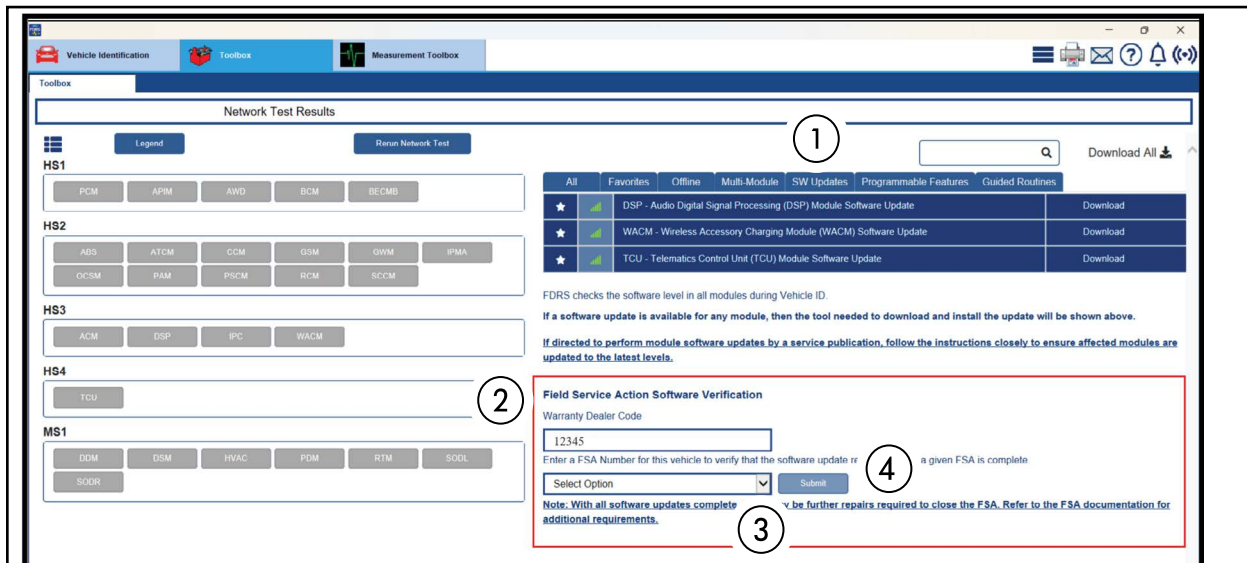 Vehicle Identification
Toolbox
Measurement Toolbox
Toolbox
Network Test Results
1
Legend
Rerun Network Test
Download All
HS1
PCM APIM AWD BCM BECMB
All Favorites Offline Multi-Module SW Updates Programmable Features Guided Routines
DSP - Audio Digital Signal Processing (DSP) Module Software Update Download
WACM - Wireless Accessory Charging Module (WACM) Software Update Download
TCU - Telematics Control Unit (TCU) Module Software Update Download
HS2
ABS ATCM CCM GSM GWM IPMA
OCSM PAM PSCM RCM SCCM
FDRS checks the software level in all modules during Vehicle ID.
If a software update is available for any module, then the tool needed to download and install the update will be shown above.
If directed to perform module software updates by a service publication, follow the instructions closely to ensure affected modules are
updated to the latest levels.
HS3
ACM DSP IPC WACM
HS4
TCU
2
MS1
DDM DSM HVAC PDM RTM SODL
SODR
Field Service Action Software Verification
Warranty Dealer Code
12345
4
Enter a FSA Number for this vehicle to verify that the software update a given FSA is complete.
Select Option Submit
Note: With all software updates complete be further repairs required to close the FSA. Refer to the FSA documentation for
additional requirements.
3